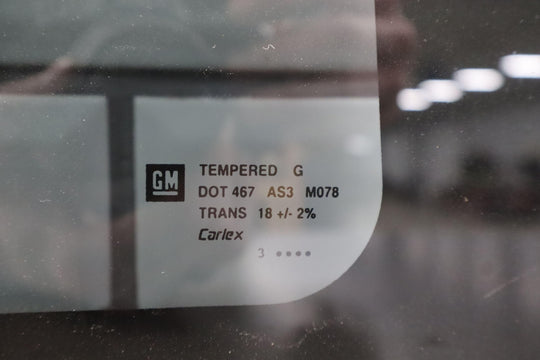 GM
TEMPERED G
DOT 467 AS3 M078
TRANS 18 +/- 2%
Carlex
3 ••••